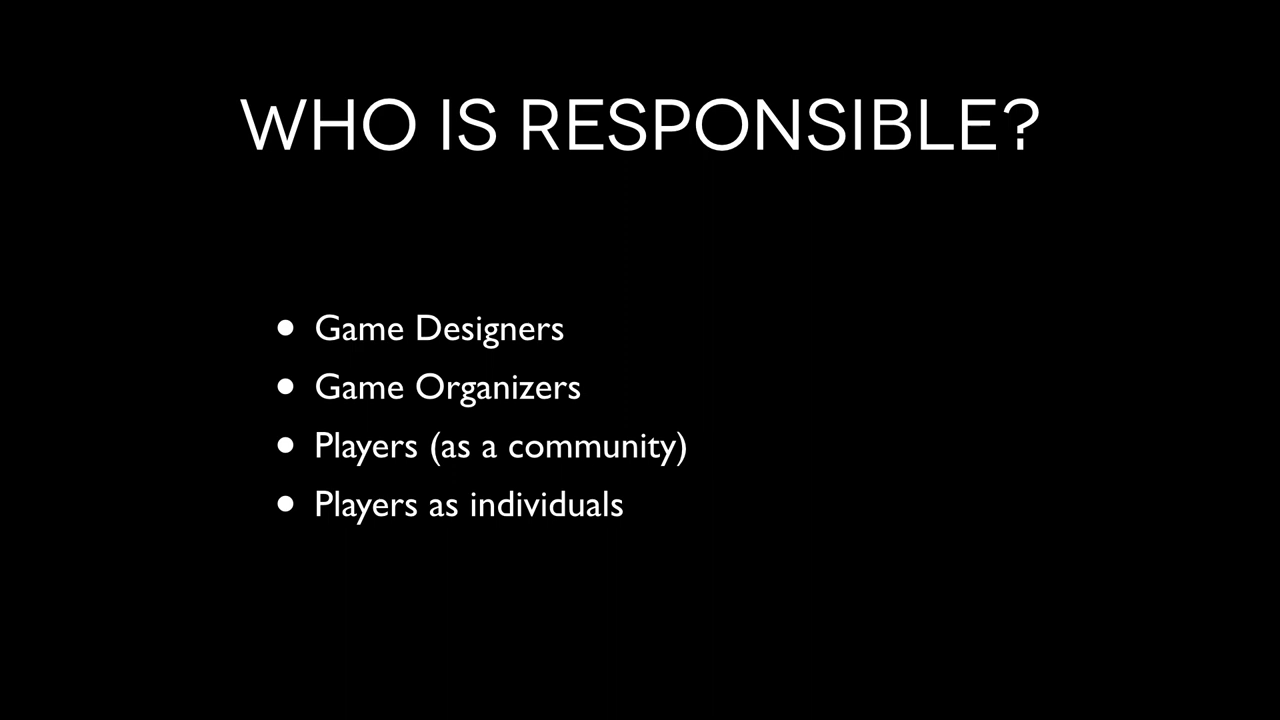 WHO IS RESPONSIBLE?
• Game Designers
• Game Organizers
• Players (as a community)
• Players as individuals